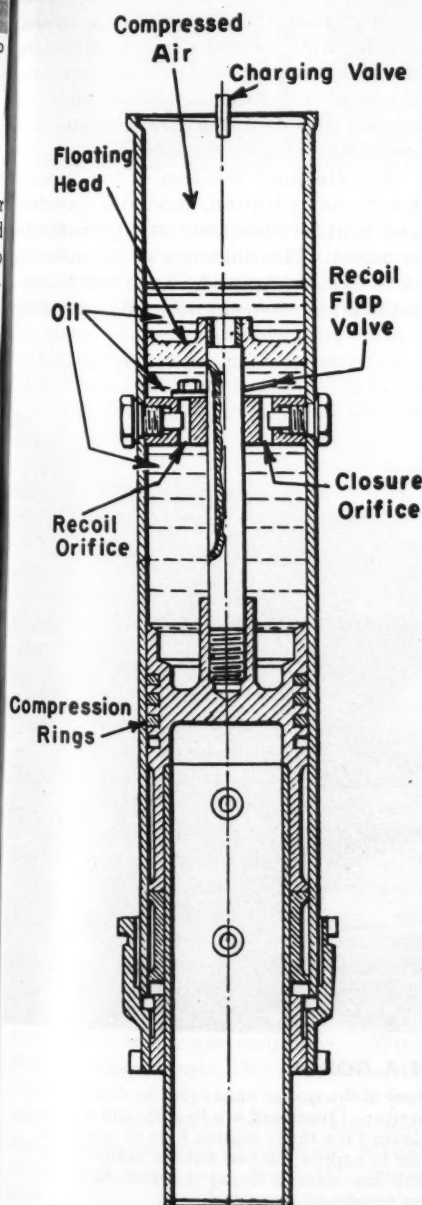 Compressed
Air
Charging Valve
Floating
Head
Recoil
Flap
Valve
Oil
Closure
Orifice
Recoil
Orifice
Compression
Rings